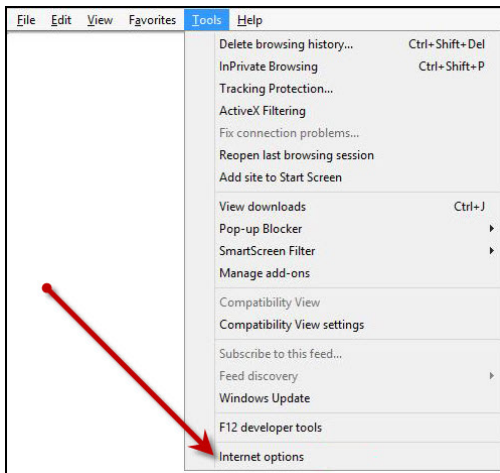 File Edit View Favorites Tools Help
Delete browsing history... Ctrl+Shift+Del
InPrivate Browsing Ctrl+Shift+P
Tracking Protection...
ActiveX Filtering
Fix connection problems...
Reopen last browsing session
Add site to Start Screen
View downloads Ctrl+J
Pop-up Blocker
SmartScreen Filter
Manage add-ons
Compatibility View
Compatibility View settings
Subscribe to this feed...
Feed discovery
Windows Update
F12 developer tools
Internet options